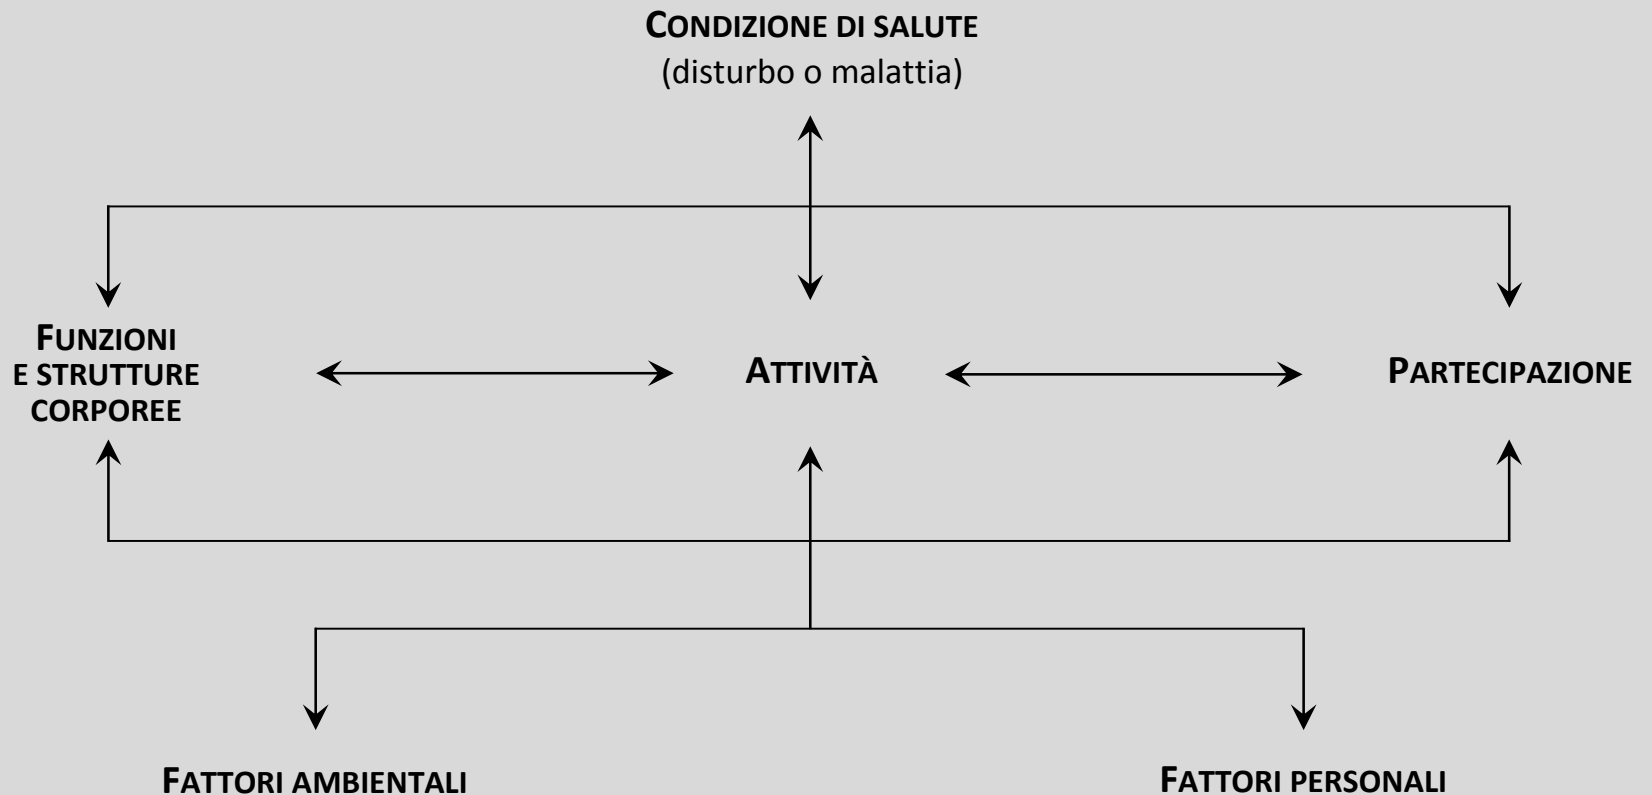 CONDIZIONE DI SALUTE
(disturbo o malattia)
FUNZIONI
E STRUTTURE
CORPOREE
ATTIVITÀ
PARTECIPAZIONE
FATTORI AMBIENTALI
FATTORI PERSONALI